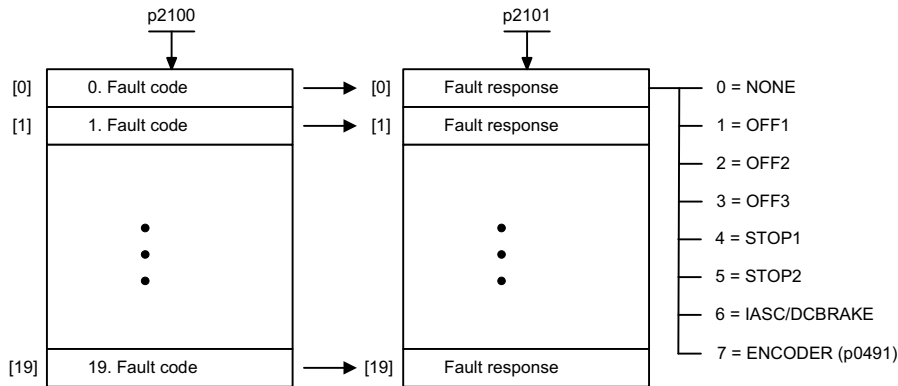 p2100 p2101
[0] 0. Fault code [0] Fault response 0 = NONE
[1] 1. Fault code [1] Fault response 1 = OFF1
2 = OFF2
3 = OFF3
4 = STOP1
5 = STOP2
6 = IASC/DCBRAKE
[19] 19. Fault code [19] Fault response 7 = ENCODER (p0491)